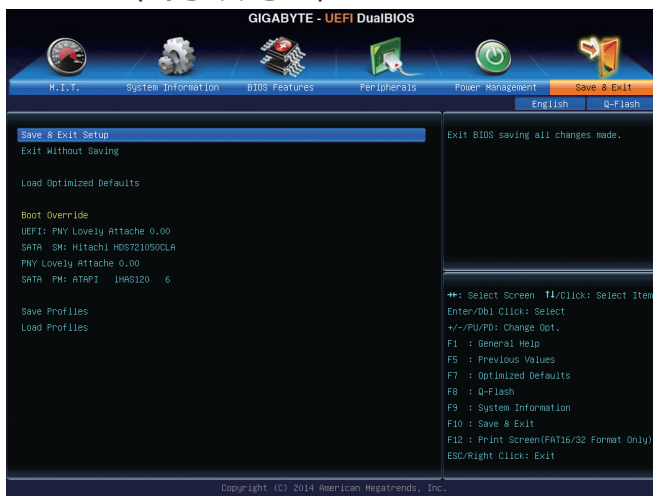 GIGABYTE - UEFI DualBIOS
M.I.T. System Information BIOS Features Peripherals Power Management Save & Exit
English Q-Flash
Save & Exit Setup
Exit Without Saving
Load Optimized Defaults
Boot Override
UEFI: PNY Lovely Attache 0.00
SATA SM: Hitachi HDS721050CLA
PNY Lovely Attache 0.00
SATA PM: ATAPI iHAS120 6
Save Profiles
Load Profiles
Exit BIOS saving all changes made.
↔: Select Screen ↑↓/Click: Select Item
Enter/Dbl Click: Select
+/-/PU/PD: Change Opt.
F1 : General Help
F5 : Previous Values
F7 : Optimized Defaults
F8 : Q-Flash
F9 : System Information
F10 : Save & Exit
F12 : Print Screen(FAT16/32 Format Only)
ESC/Right Click: Exit
Copyright (C) 2014 American Megatrends, Inc.